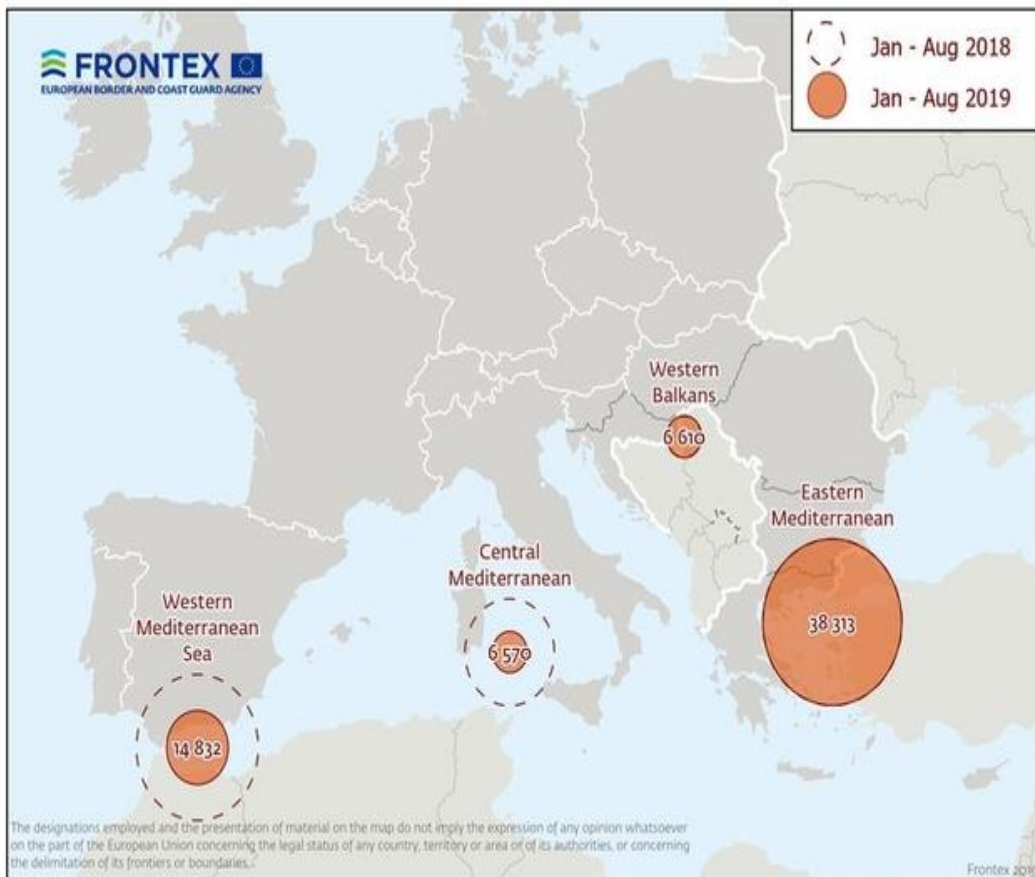 FRONTEX
EUROPEAN BORDER AND COAST GUARD AGENCY
Jan - Aug 2018
Jan - Aug 2019
Western
Balkans
6 610
Eastern
Mediterranean
38 313
Central
Mediterranean
6 570
Western
Mediterranean
Sea
14 832
The designations employed and the presentation of material on the map do not imply the expression of any opinion whatsoever
on the part of the European Union concerning the legal status of any country, territory or area or of its authorities, or concerning
the delimitation of its frontiers or boundaries.
Frontex